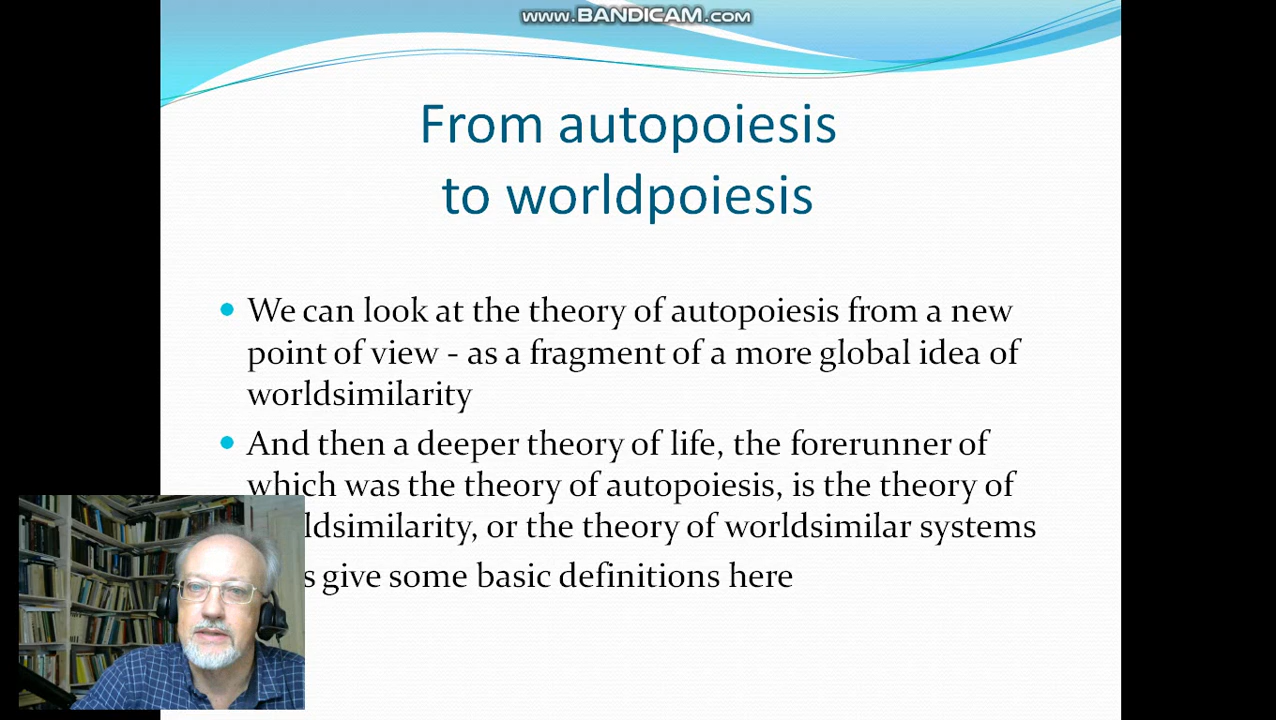 www.BANDICAM.com
From autopoiesis
to worldpoiesis
We can look at the theory of autopoiesis from a new
point of view - as a fragment of a more global idea of
worldsimilarity
And then a deeper theory of life, the forerunner of
which was the theory of autopoiesis, is the theory of
or the theory of worldsimilar systems
give some basic definitions here